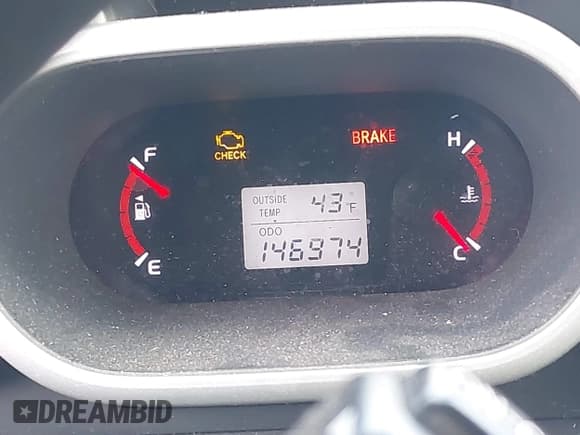 F
CHECK
BRAKE
H
OUTSIDE TEMP 43°F
ODO
146974
E
C
DREAMBID